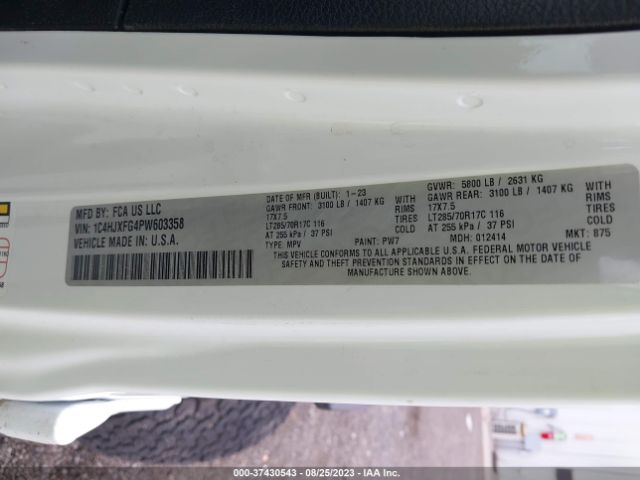 MFD BY: FCA US LLC
VIN: 1C4HJXFG4PW603358
VEHICLE MADE IN U.S.A.
DATE OF MFR (BUILT): 1-23
GAWR FRONT: 3100 LB / 1407 KG WITH
17X7.5 RIMS
LT285/70R17C 116 TIRES
AT 255 kPa / 37 PSI COLD
GVWR: 5800 LB / 2631 KG
GAWR REAR: 3100 LB / 1407 KG WITH
17X7.5 RIMS
LT285/70R17C 116 TIRES
AT 255 kPa / 37 PSI COLD
TYPE: MPV PAINT: PW7 MDH: 012414 MKT: 875
THIS VEHICLE CONFORMS TO ALL APPLICABLE U.S.A. FEDERAL MOTOR VEHICLE
SAFETY AND THEFT PREVENTION STANDARDS IN EFFECT ON THE DATE OF
MANUFACTURE SHOWN ABOVE.
000-37430543 - 08/25/2023 - IAA Inc.